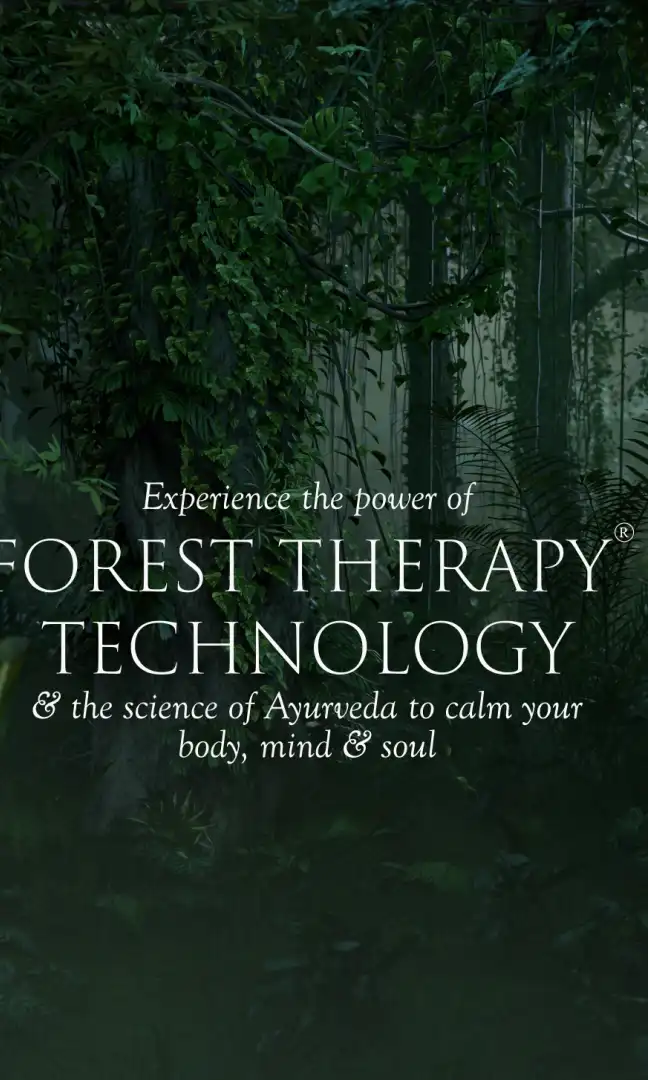 Experience the power of
FOREST THERAPY®
TECHNOLOGY
& the science of Ayurveda to calm your
body, mind & soul